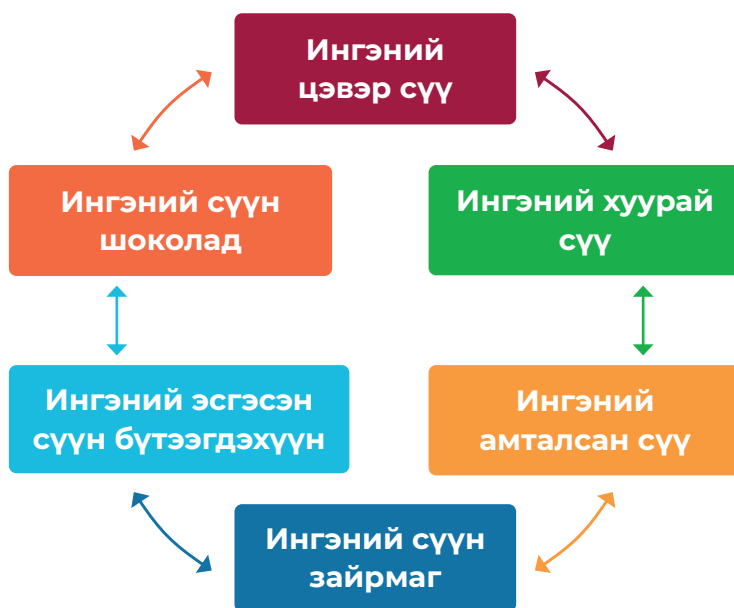 Ингэний
цэвэр сүү
Ингэний сүүн
шоколад
Ингэний хуурай
сүү
Ингэний эсгэсэн
сүүн бүтээгдэхүүн
Ингэний
амталсан сүү
Ингэний сүүн
зайрмаг